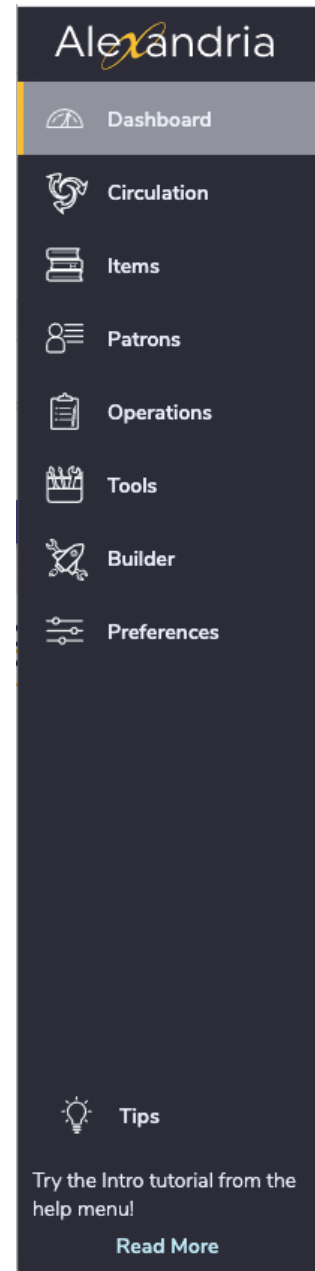 Alexandria
Dashboard
Circulation
Items
Patrons
Operations
Tools
Builder
Preferences
Tips
Try the Intro tutorial from the
help menu!
Read More